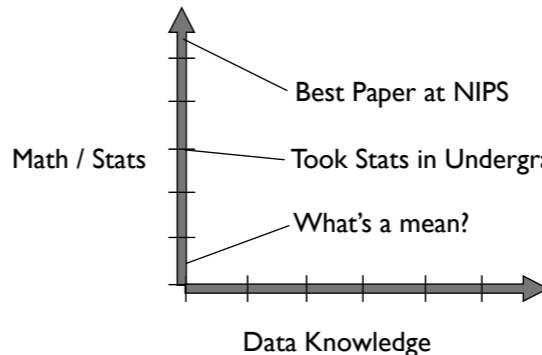 Best Paper at NIPS
Math / Stats
Took Stats in Undergra
What's a mean?
Data Knowledge